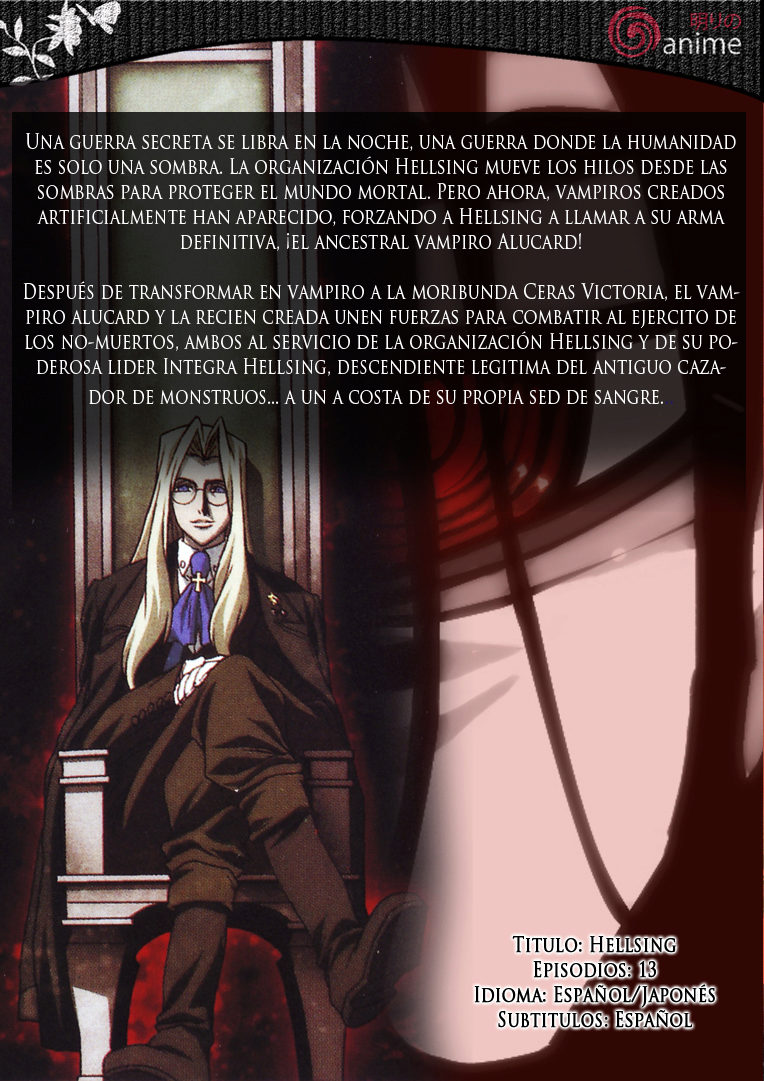 anime
Una guerra secreta se libra en la noche, una guerra donde la humanidad
es solo una sombra. La organización Hellsing mueve los hilos desde las
sombras para proteger el mundo mortal. Pero ahora, vampiros creados
artificialmente han aparecido, forzando a Hellsing a llamar a su arma
definitiva, ¡el ancestral vampiro Alucard!
Después de transformar en vampiro a la moribunda Ceras Victoria, el vam-
piro alucard y la recien creada unen fuerzas para combatir al ejercito de
los no-muertos, ambos al servicio de la organización Hellsing y de su po-
derosa lider Integra Hellsing, descendiente legitima del antiguo caza-
dor de monstruos... a un a costa de su propia sed de sangre.
Titulo: Hellsing
Episodios: 13
Idioma: Español/Japonés
Subtitulos: Español